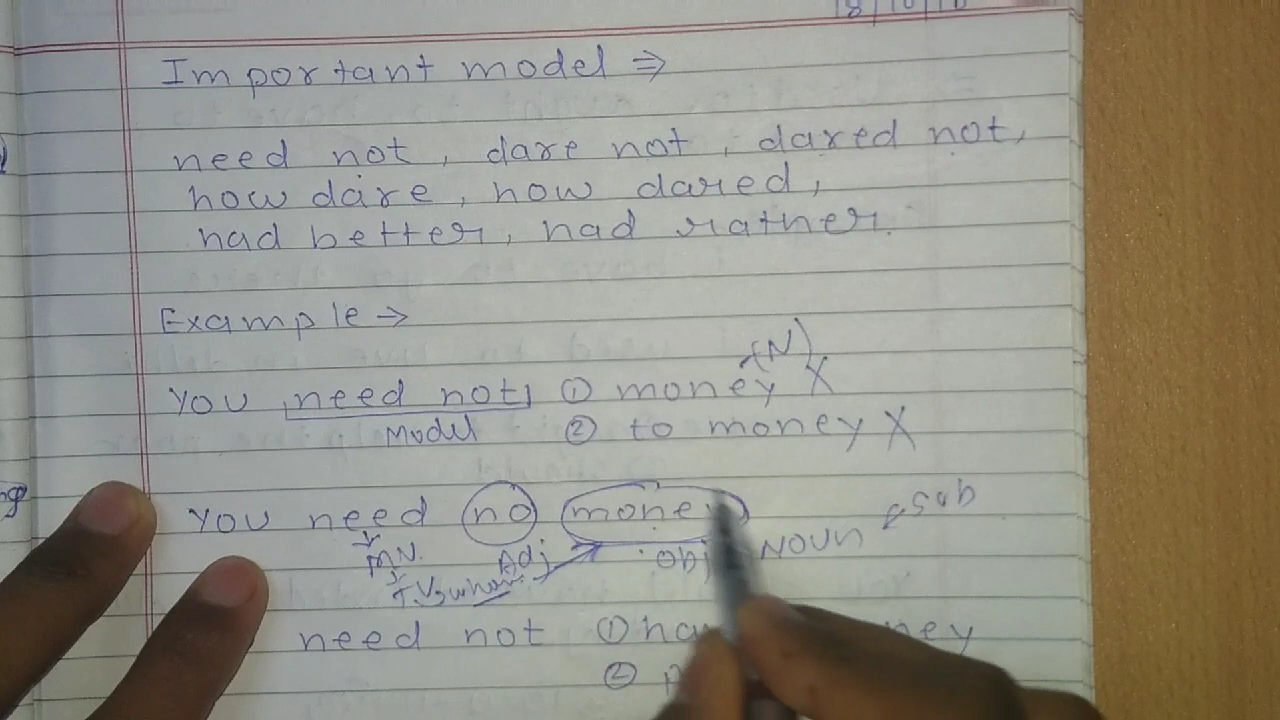 Important model ⇒
need not, dare not, dared not,
how dare, how dared,
had better, had rather.
Example →
(N)
You need not ① money X
Model ② to money X
You need no money
Sub
M.V. Adj Obj Noun
need not ①
②